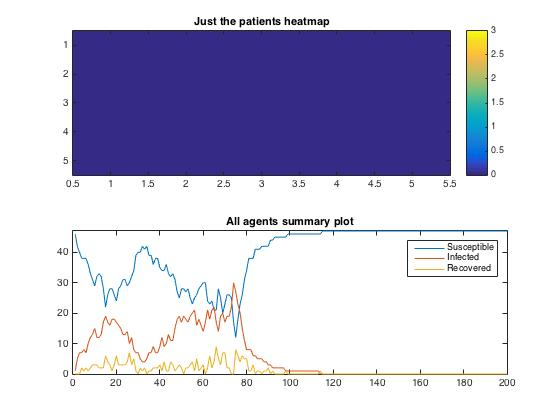 Just the patients heatmap
1
2
3
4
5
0.5 1 1.5 2 2.5 3 3.5 4 4.5 5 5.5
3
2.5
2
1.5
1
0.5
0
All agents summary plot
40
30
20
10
0
0 20 40 60 80 100 120 140 160 180 200
Susceptible
Infected
Recovered